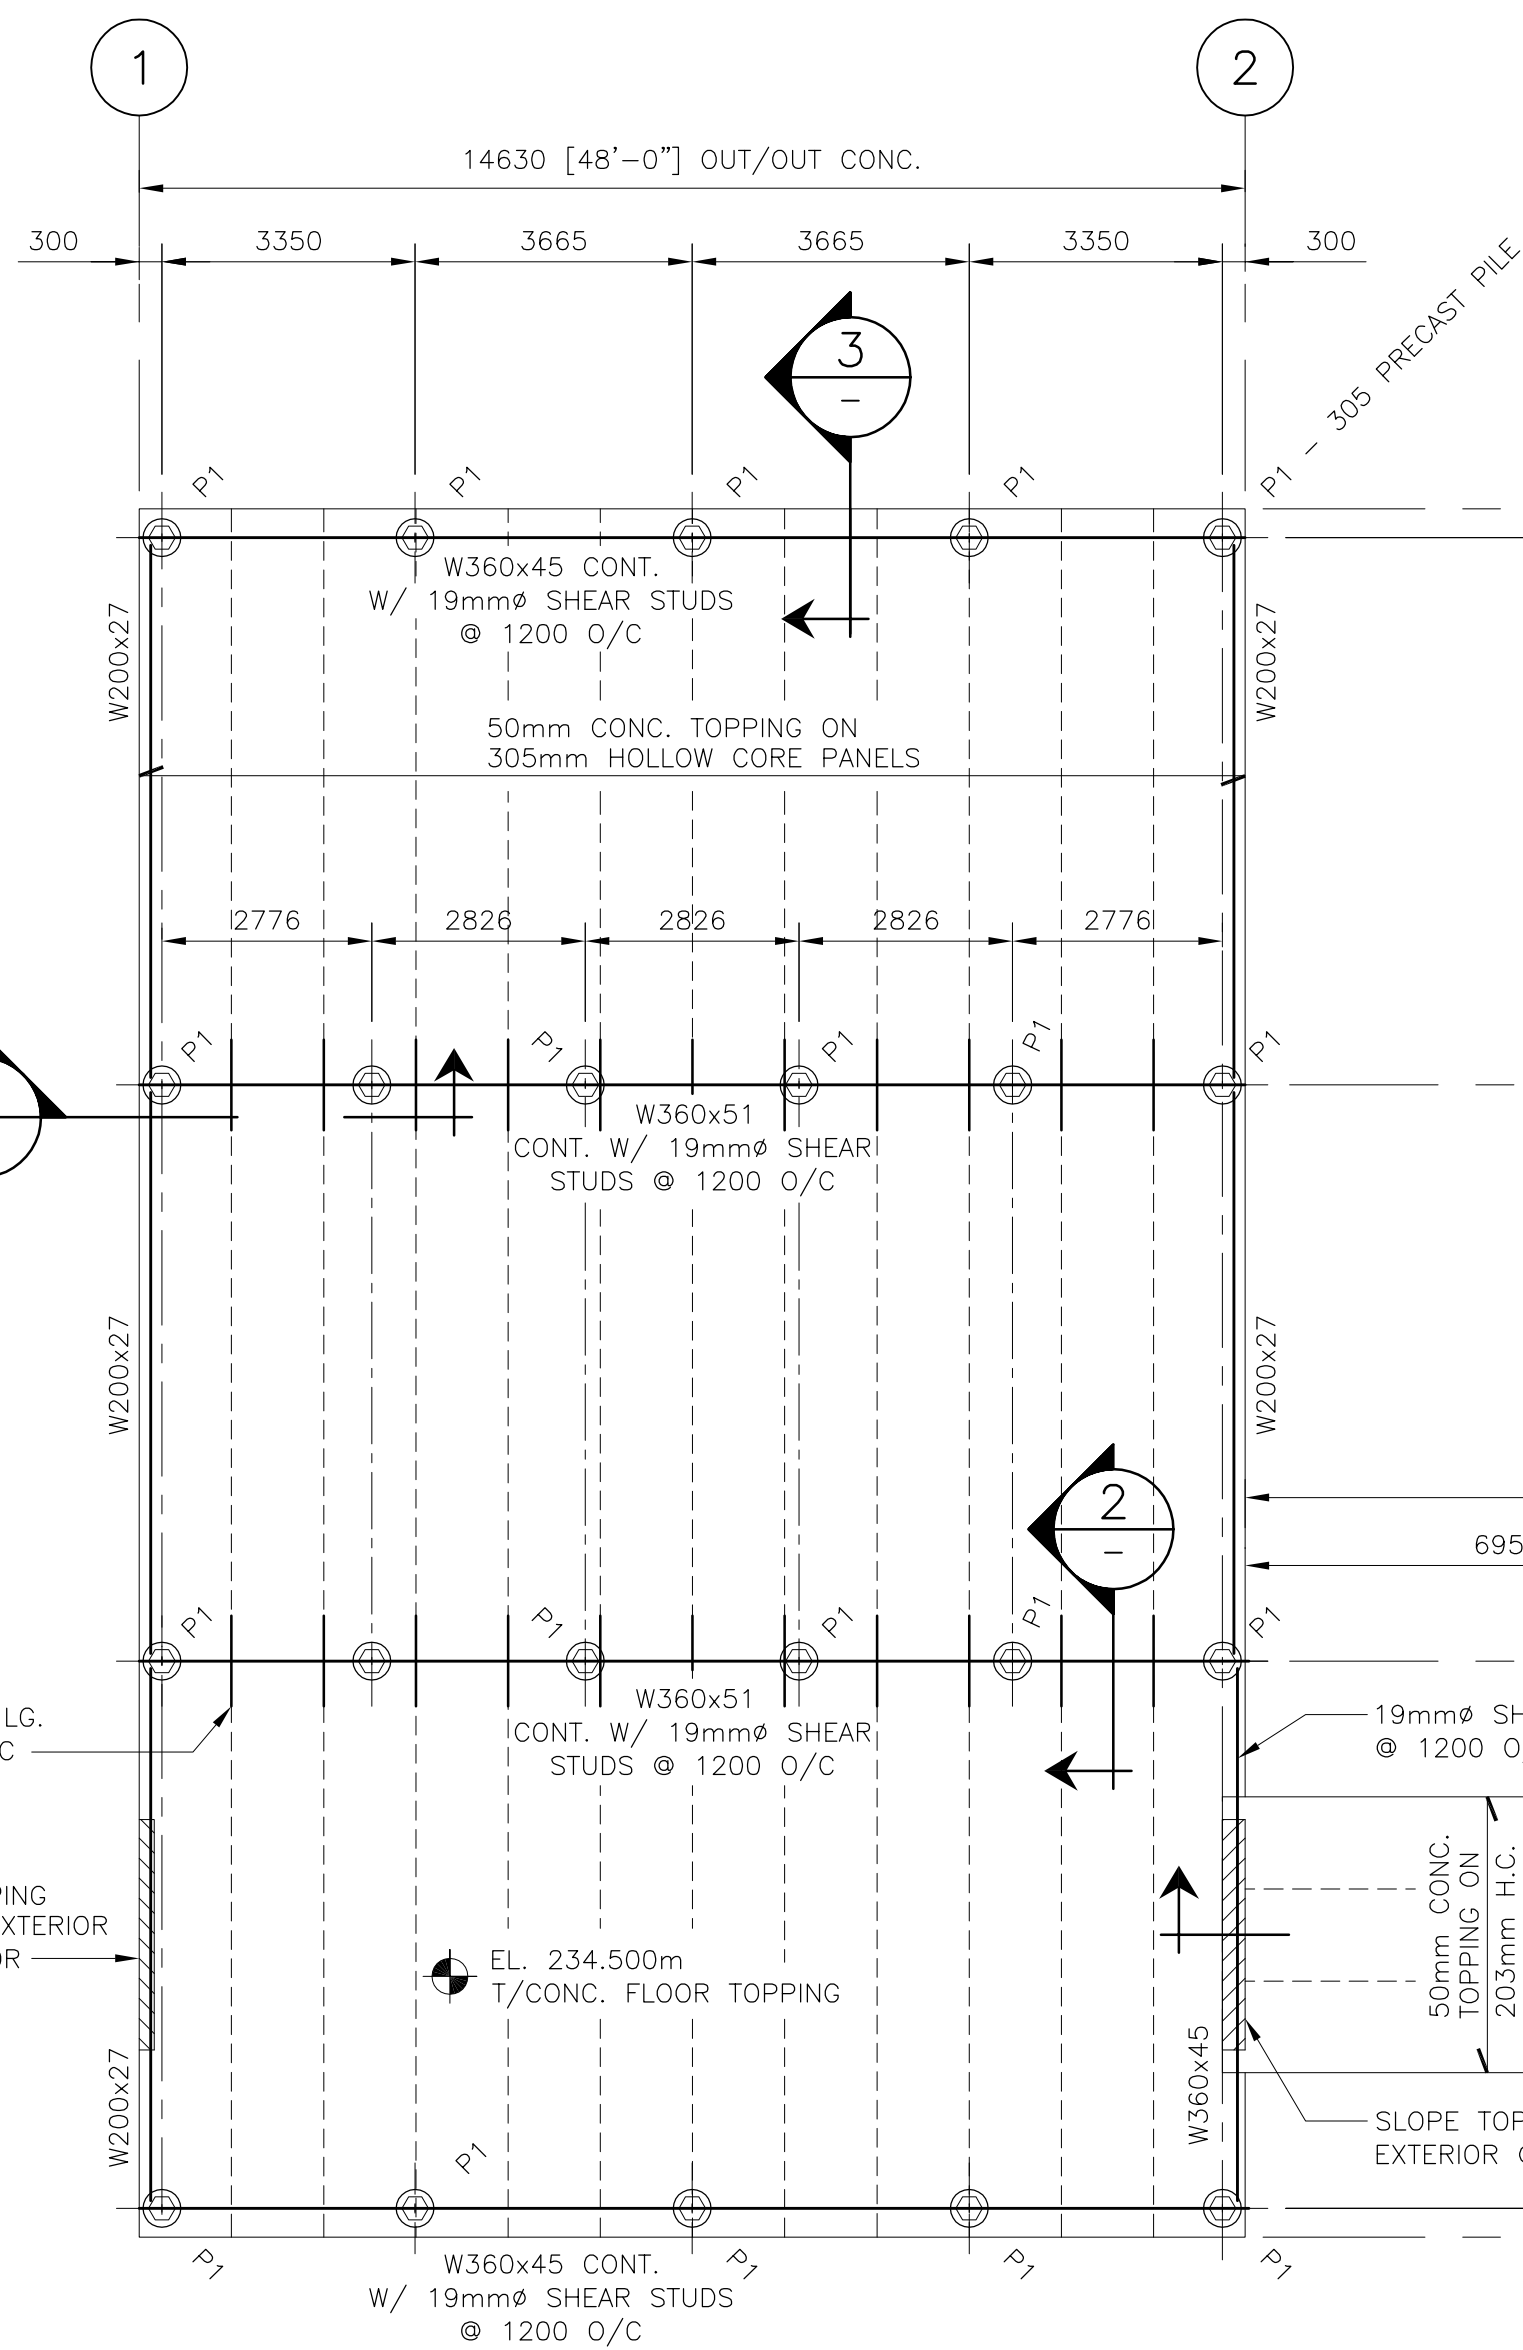 1
2
14630 [48'-0"] OUT/OUT CONC.
300
3350
3665
3665
3350
300
P1 - 305 PRECAST PILE
3
-
P1
P1
P1
P1
W360x45 CONT.
W/ 19mmø SHEAR STUDS
@ 1200 O/C
W200x27
W200x27
50mm CONC. TOPPING ON
305mm HOLLOW CORE PANELS
2776
2826
2826
2826
2776
P1
P1
P1
P1
P1
W360x51
CONT. W/ 19mmø SHEAR
STUDS @ 1200 O/C
W200x27
W200x27
2
-
695
P1
P1
P1
P1
P1
W360x51
CONT. W/ 19mmø SHEAR
STUDS @ 1200 O/C
LG.
C
19mmø SH
@ 1200 O
50mm CONC.
TOPPING ON
203mm H.C.
PING
XTERIOR
OR
EL. 234.500m
T/CONC. FLOOR TOPPING
W200x27
W360x45
SLOPE TOP
EXTERIOR
P1
P1
P1
P1
P1
W360x45 CONT.
W/ 19mmø SHEAR STUDS
@ 1200 O/C